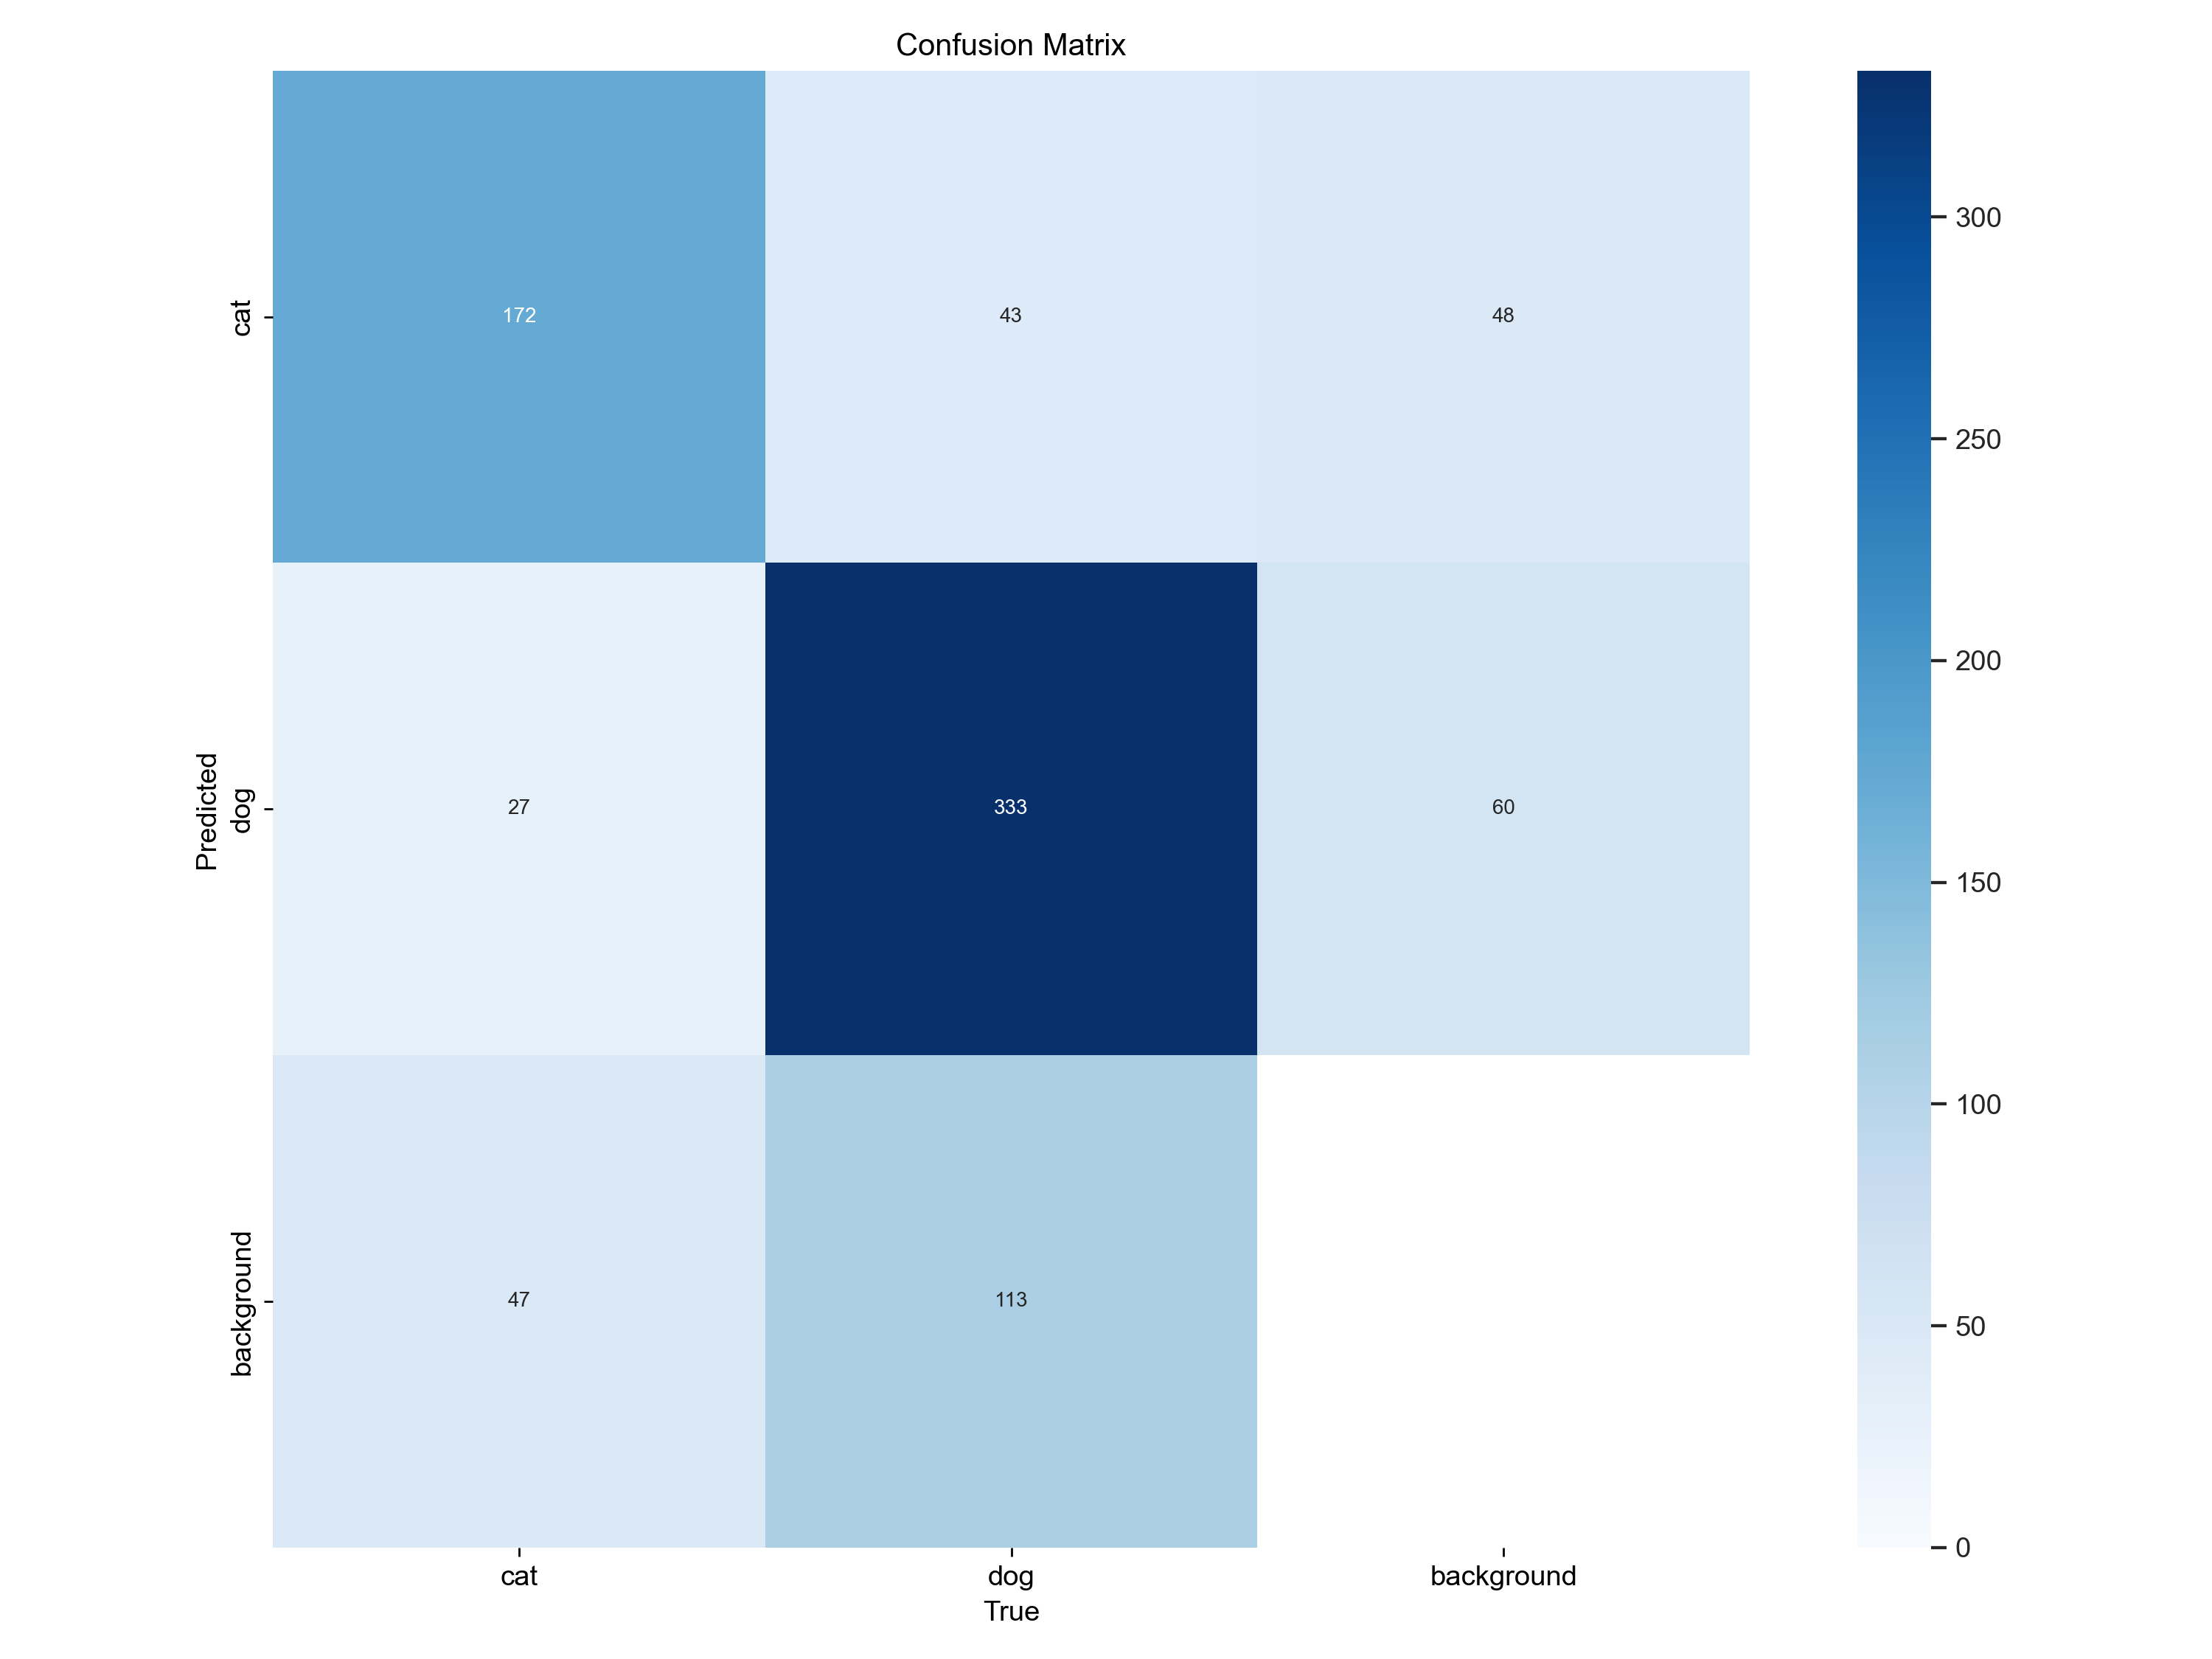 Confusion Matrix
cat
172
43
48
Predicted
dog
27
333
60
background
47
113
cat
dog
background
True
300
250
200
150
100
50
0